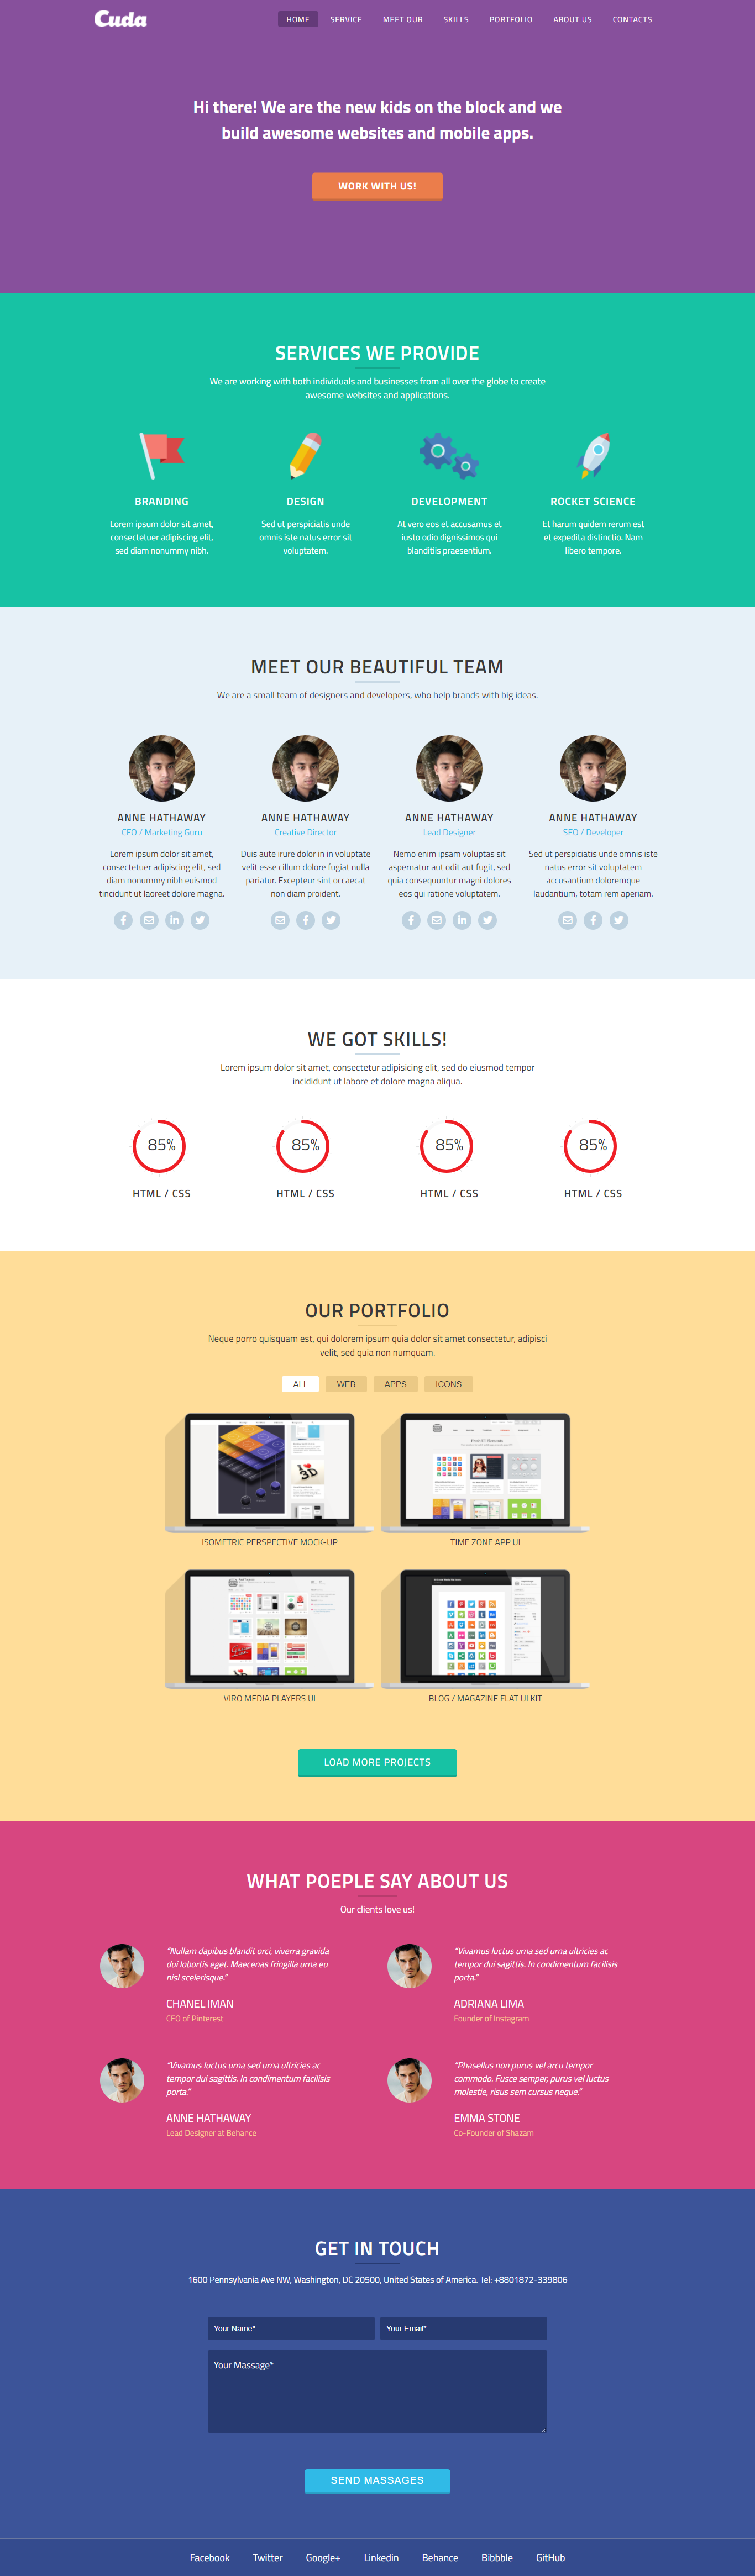 Cuda
HOME SERVICE MEET OUR SKILLS PORTFOLIO ABOUT US CONTACTS
Hi there! We are the new kids on the block and we
build awesome websites and mobile apps.
WORK WITH US!
SERVICES WE PROVIDE
We are working with both individuals and businesses from all over the globe to create
awesome websites and applications.
BRANDING
Lorem ipsum dolor sit amet,
consectetuer adipiscing elit,
sed diam nonummy nibh.
DESIGN
Sed ut perspiciatis unde
omnis iste natus error sit
voluptatem.
DEVELOPMENT
At vero eos et accusamus et
iusto odio dignissimos qui
blanditiis praesentium.
ROCKET SCIENCE
Et harum quidem rerum est
et expedita distinctio. Nam
libero tempore.
MEET OUR BEAUTIFUL TEAM
We are a small team of designers and developers, who help brands with big ideas.
ANNE HATHAWAY
CEO / Marketing Guru
Lorem ipsum dolor sit amet,
consectetuer adipiscing elit, sed
diam nonummy nibh euismod
tincidunt ut laoreet dolore magna.
ANNE HATHAWAY
Creative Director
Duis aute irure dolor in in voluptate
velit esse cillum dolore fugiat nulla
pariatur. Excepteur sint occaecat
non diam proident.
ANNE HATHAWAY
Lead Designer
Nemo enim ipsam voluptas sit
aspernatur aut odit aut fugit, sed
quia consequuntur magni dolores
eos qui ratione voluptatem.
ANNE HATHAWAY
SEO / Developer
Sed ut perspiciatis unde omnis iste
natus error sit voluptatem
accusantium doloremque
laudantium, totam rem aperiam.
WE GOT SKILLS!
Lorem ipsum dolor sit amet, consectetur adipisicing elit, sed do eiusmod tempor
incididunt ut labore et dolore magna aliqua.
85% 85% 85% 85%
HTML / CSS HTML / CSS HTML / CSS HTML / CSS
OUR PORTFOLIO
Neque porro quisquam est, qui dolorem ipsum quia dolor sit amet consectetur, adipisci
velit, sed quia non numquam.
ALL WEB APPS ICONS
I 3D
ISOMETRIC PERSPECTIVE MOCK-UP
TIME ZONE APP UI
VIRO MEDIA PLAYERS UI
BLOG / MAGAZINE FLAT UI KIT
LOAD MORE PROJECTS
WHAT POEPLE SAY ABOUT US
Our clients love us!
"Nullam dapibus blandit orci, viverra gravida
dui lobortis eget. Maecenas fringilla urna eu
nisl scelerisque."
CHANEL IMAN
CEO of Pinterest
"Vivamus luctus urna sed urna ultricies ac
tempor dui sagittis. In condimentum facilisis
porta."
ADRIANA LIMA
Founder of Instagram
"Vivamus luctus urna sed urna ultricies ac
tempor dui sagittis. In condimentum facilisis
porta."
ANNE HATHAWAY
Lead Designer at Behance
"Phasellus non purus vel arcu tempor
commodo. Fusce semper, purus vel luctus
molestie, risus sem cursus neque."
EMMA STONE
Co-Founder of Shazam
GET IN TOUCH
1600 Pennsylvania Ave NW, Washington, DC 20500, United States of America. Tel: +8801872-339806
Your Name* Your Email*
Your Massage*
SEND MASSAGES
Facebook Twitter Google+ Linkedin Behance Bibbble GitHub